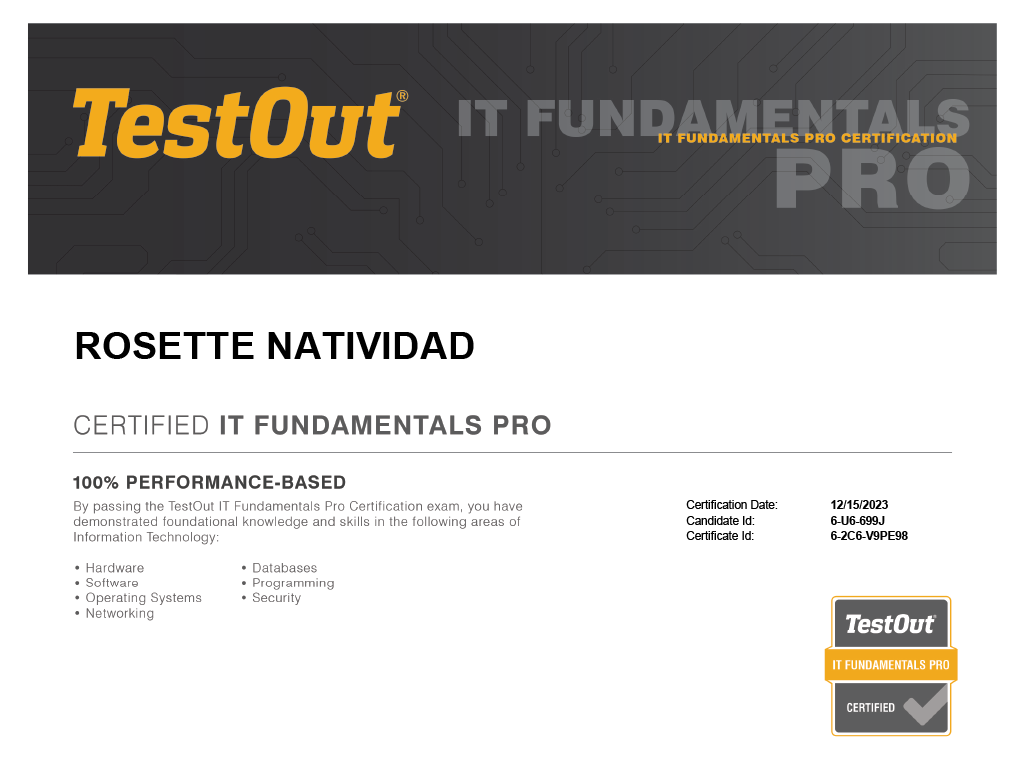 TestOut®
IT FUNDAMENTALS
IT FUNDAMENTALS PRO CERTIFICATION
PRO
ROSETTE NATIVIDAD
CERTIFIED IT FUNDAMENTALS PRO
100% PERFORMANCE-BASED
By passing the TestOut IT Fundamentals Pro Certification exam, you have
demonstrated foundational knowledge and skills in the following areas of
Information Technology:
• Hardware
• Software
• Operating Systems
• Networking
• Databases
• Programming
• Security
Certification Date: 12/15/2023
Candidate Id: 6-U6-699J
Certificate Id: 6-2C6-V9PE98
TestOut®
IT FUNDAMENTALS PRO
CERTIFIED